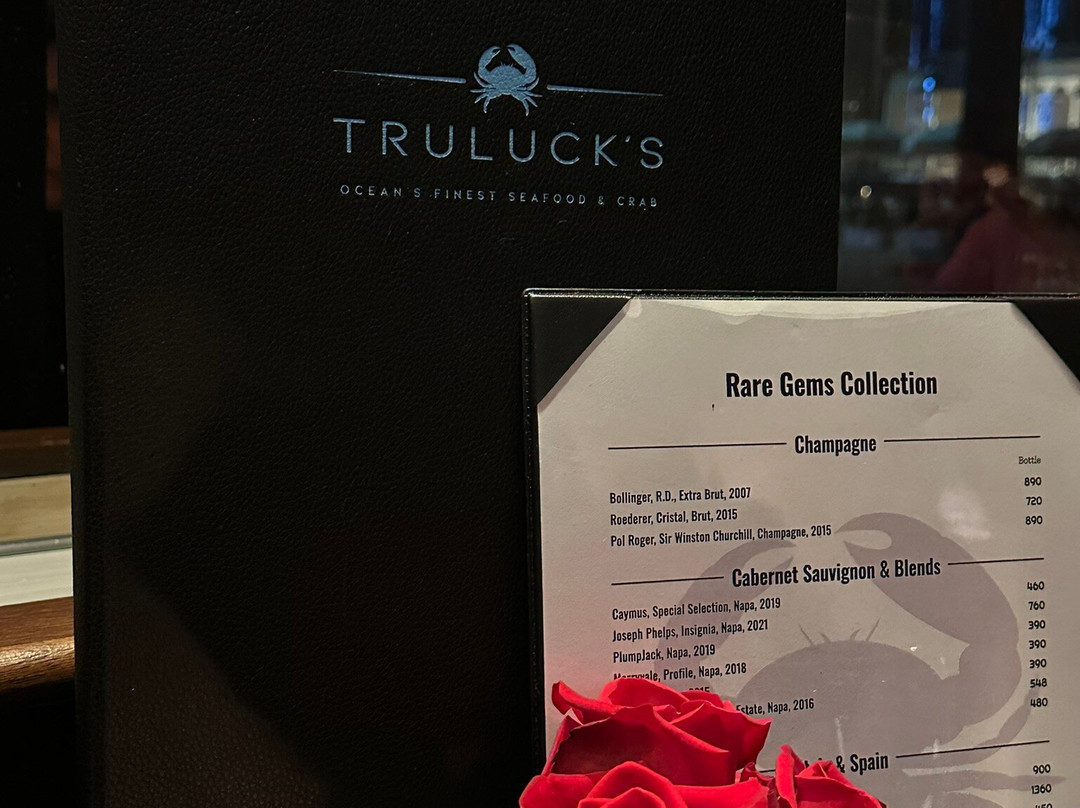 TRULUCK'S
OCEAN'S FINEST SEAFOOD & CRAB
Rare Gems Collection
Champagne
Bottle
Bollinger, R.D., Extra Brut, 2007 890
Roederer, Cristal, Brut, 2015 720
Pol Roger, Sir Winston Churchill, Champagne, 2015 890
Cabernet Sauvignon & Blends
Caymus, Special Selection, Napa, 2019 460
Joseph Phelps, Insignia, Napa, 2021 760
PlumpJack, Napa, 2019 390
Merryvale, Profile, Napa, 2018 390
2015 390
548
Estate, Napa, 2016 480
& Spain
900
1360